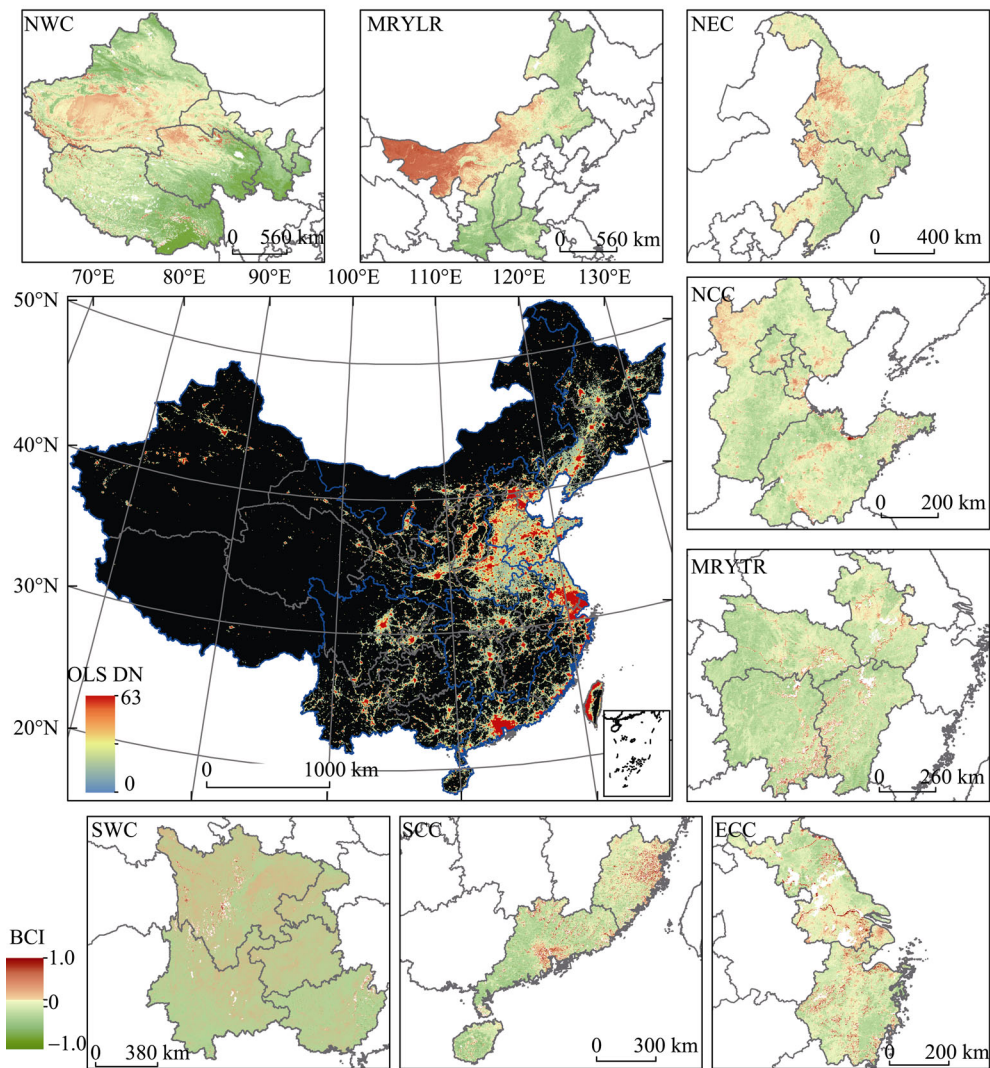 NWC
0 560 km
MRYLR
0 560 km
NEC
0 400 km
70°E 80°E 90°E 100°E 120°E 130°E
50°N
40°N
30°N
20°N
OLS DN
63
0
0 1000 km
NCC
0 200 km
MRYTR
0 260 km
SWC
0 380 km
BCI
1.0
0
−1.0
SCC
0 300 km
ECC
0 200 km